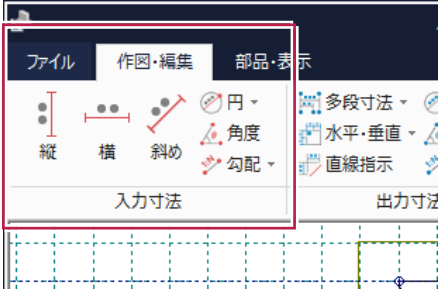 ファイル 作図・編集 部品・表示
円 多段寸法
角度 水平・垂直
縦 横 斜め 勾配 直線指示
入力寸法 出力寸法